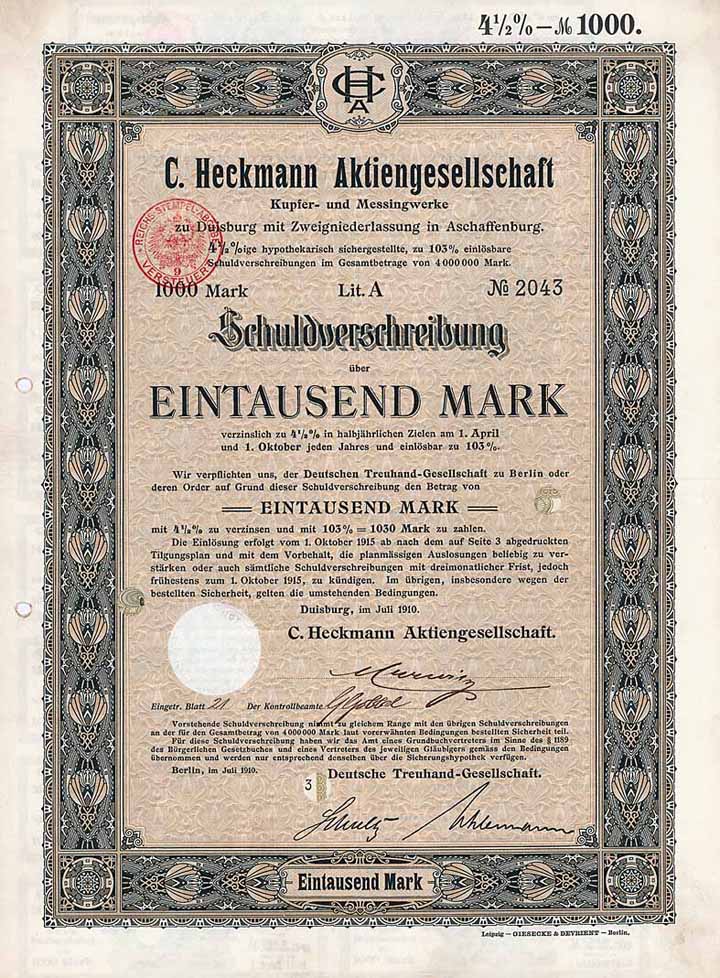 4½% — № 1000.
HCA
C. Heckmann Aktiengesellschaft
Kupfer- und Messingwerke
zu Duisburg mit Zweigniederlassung in Aschaffenburg.
4½%ige hypothekarisch sichergestellte, zu 103% einlösbare
Schuldverschreibungen im Gesamtbetrage von 4 000 000 Mark.
REICHS-STEMPEL-ABGABE
VERSTEUERT
9
1000 Mark Lit. A № 2043
Schuldverschreibung
über
EINTAUSEND MARK
verzinslich zu 4½% in halbjährlichen Zielen am 1. April
und 1. Oktober jeden Jahres und einlösbar zu 103%.
Wir verpflichten uns, der Deutschen Treuhand-Gesellschaft zu Berlin oder
deren Order auf Grund dieser Schuldverschreibung den Betrag von
EINTAUSEND MARK
mit 4½% zu verzinsen und mit 103% = 1030 Mark zu zahlen.
Die Einlösung erfolgt vom 1. Oktober 1915 ab nach dem auf Seite 3 abgedruckten
Tilgungsplan und mit dem Vorbehalt, die planmässigen Auslosungen beliebig zu ver-
stärken oder auch sämtliche Schuldverschreibungen mit dreimonatlicher Frist, jedoch
frühestens zum 1. Oktober 1915, zu kündigen. Im übrigen, insbesondere wegen der
bestellten Sicherheit, gelten die umstehenden Bedingungen.
Duisburg, im Juli 1910.
C. Heckmann Aktiengesellschaft.
Eingetr. Blatt 21 Der Kontrollbeamte
Vorstehende Schuldverschreibung nimmt zu gleichem Range mit den übrigen Schuldverschreibungen
an der für den Gesamtbetrag von 4 000 000 Mark laut vorerwähnten Bedingungen bestellten Sicherheit teil.
Für diese Schuldverschreibung haben wir das Amt eines Grundbuchvertreters im Sinne des § 1189
des Bürgerlichen Gesetzbuches und eines Vertreters des jeweiligen Gläubigers gemäss den Bedingungen
übernommen und werden nur entsprechend denselben über die Sicherungshypothek verfügen.
Berlin, im Juli 1910.
Deutsche Treuhand-Gesellschaft.
3
Eintausend Mark
Leipzig — GIESECKE & DEVRIENT — Berlin.